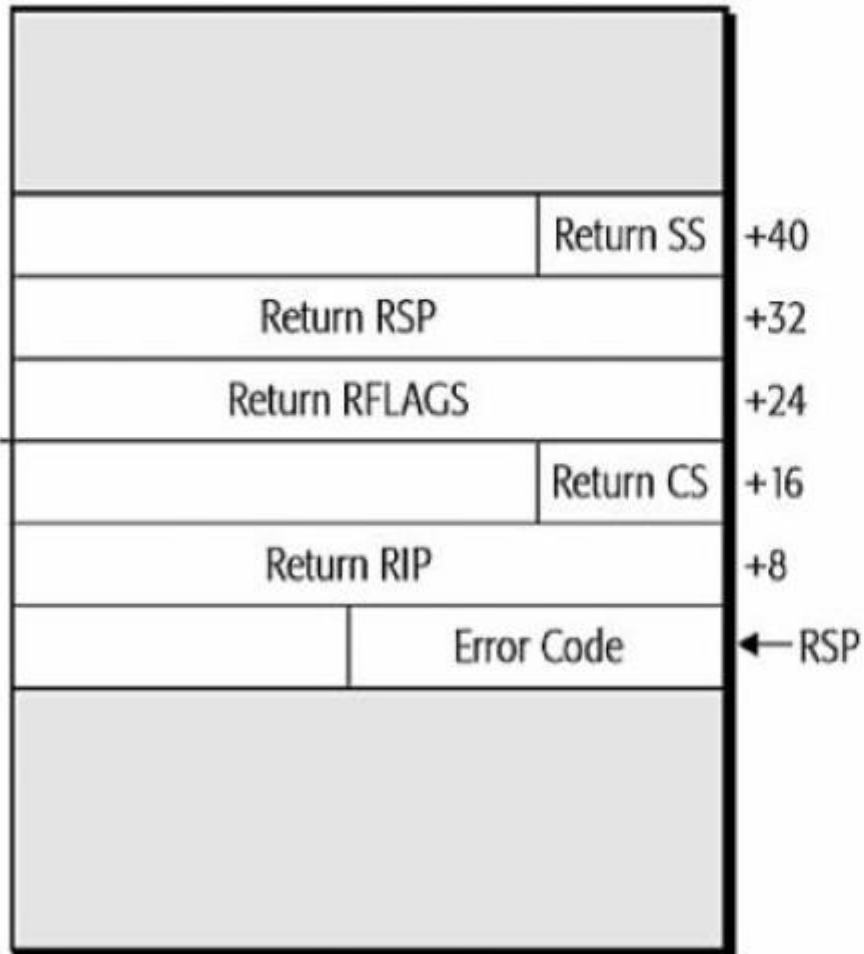 Return SS +40
Return RSP +32
Return RFLAGS +24
Return CS +16
Return RIP +8
Error Code RSP